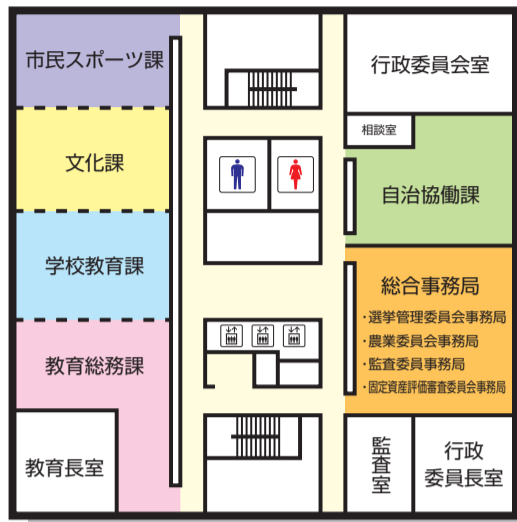 市民スポーツ課
文化課
学校教育課
教育総務課
教育長室
行政委員会室
相談室
自治協働課
総合事務局
・選挙管理委員会事務局
・農業委員会事務局
・監査委員事務局
・固定資産評価審査委員会事務局
監査室
行政
委員長室